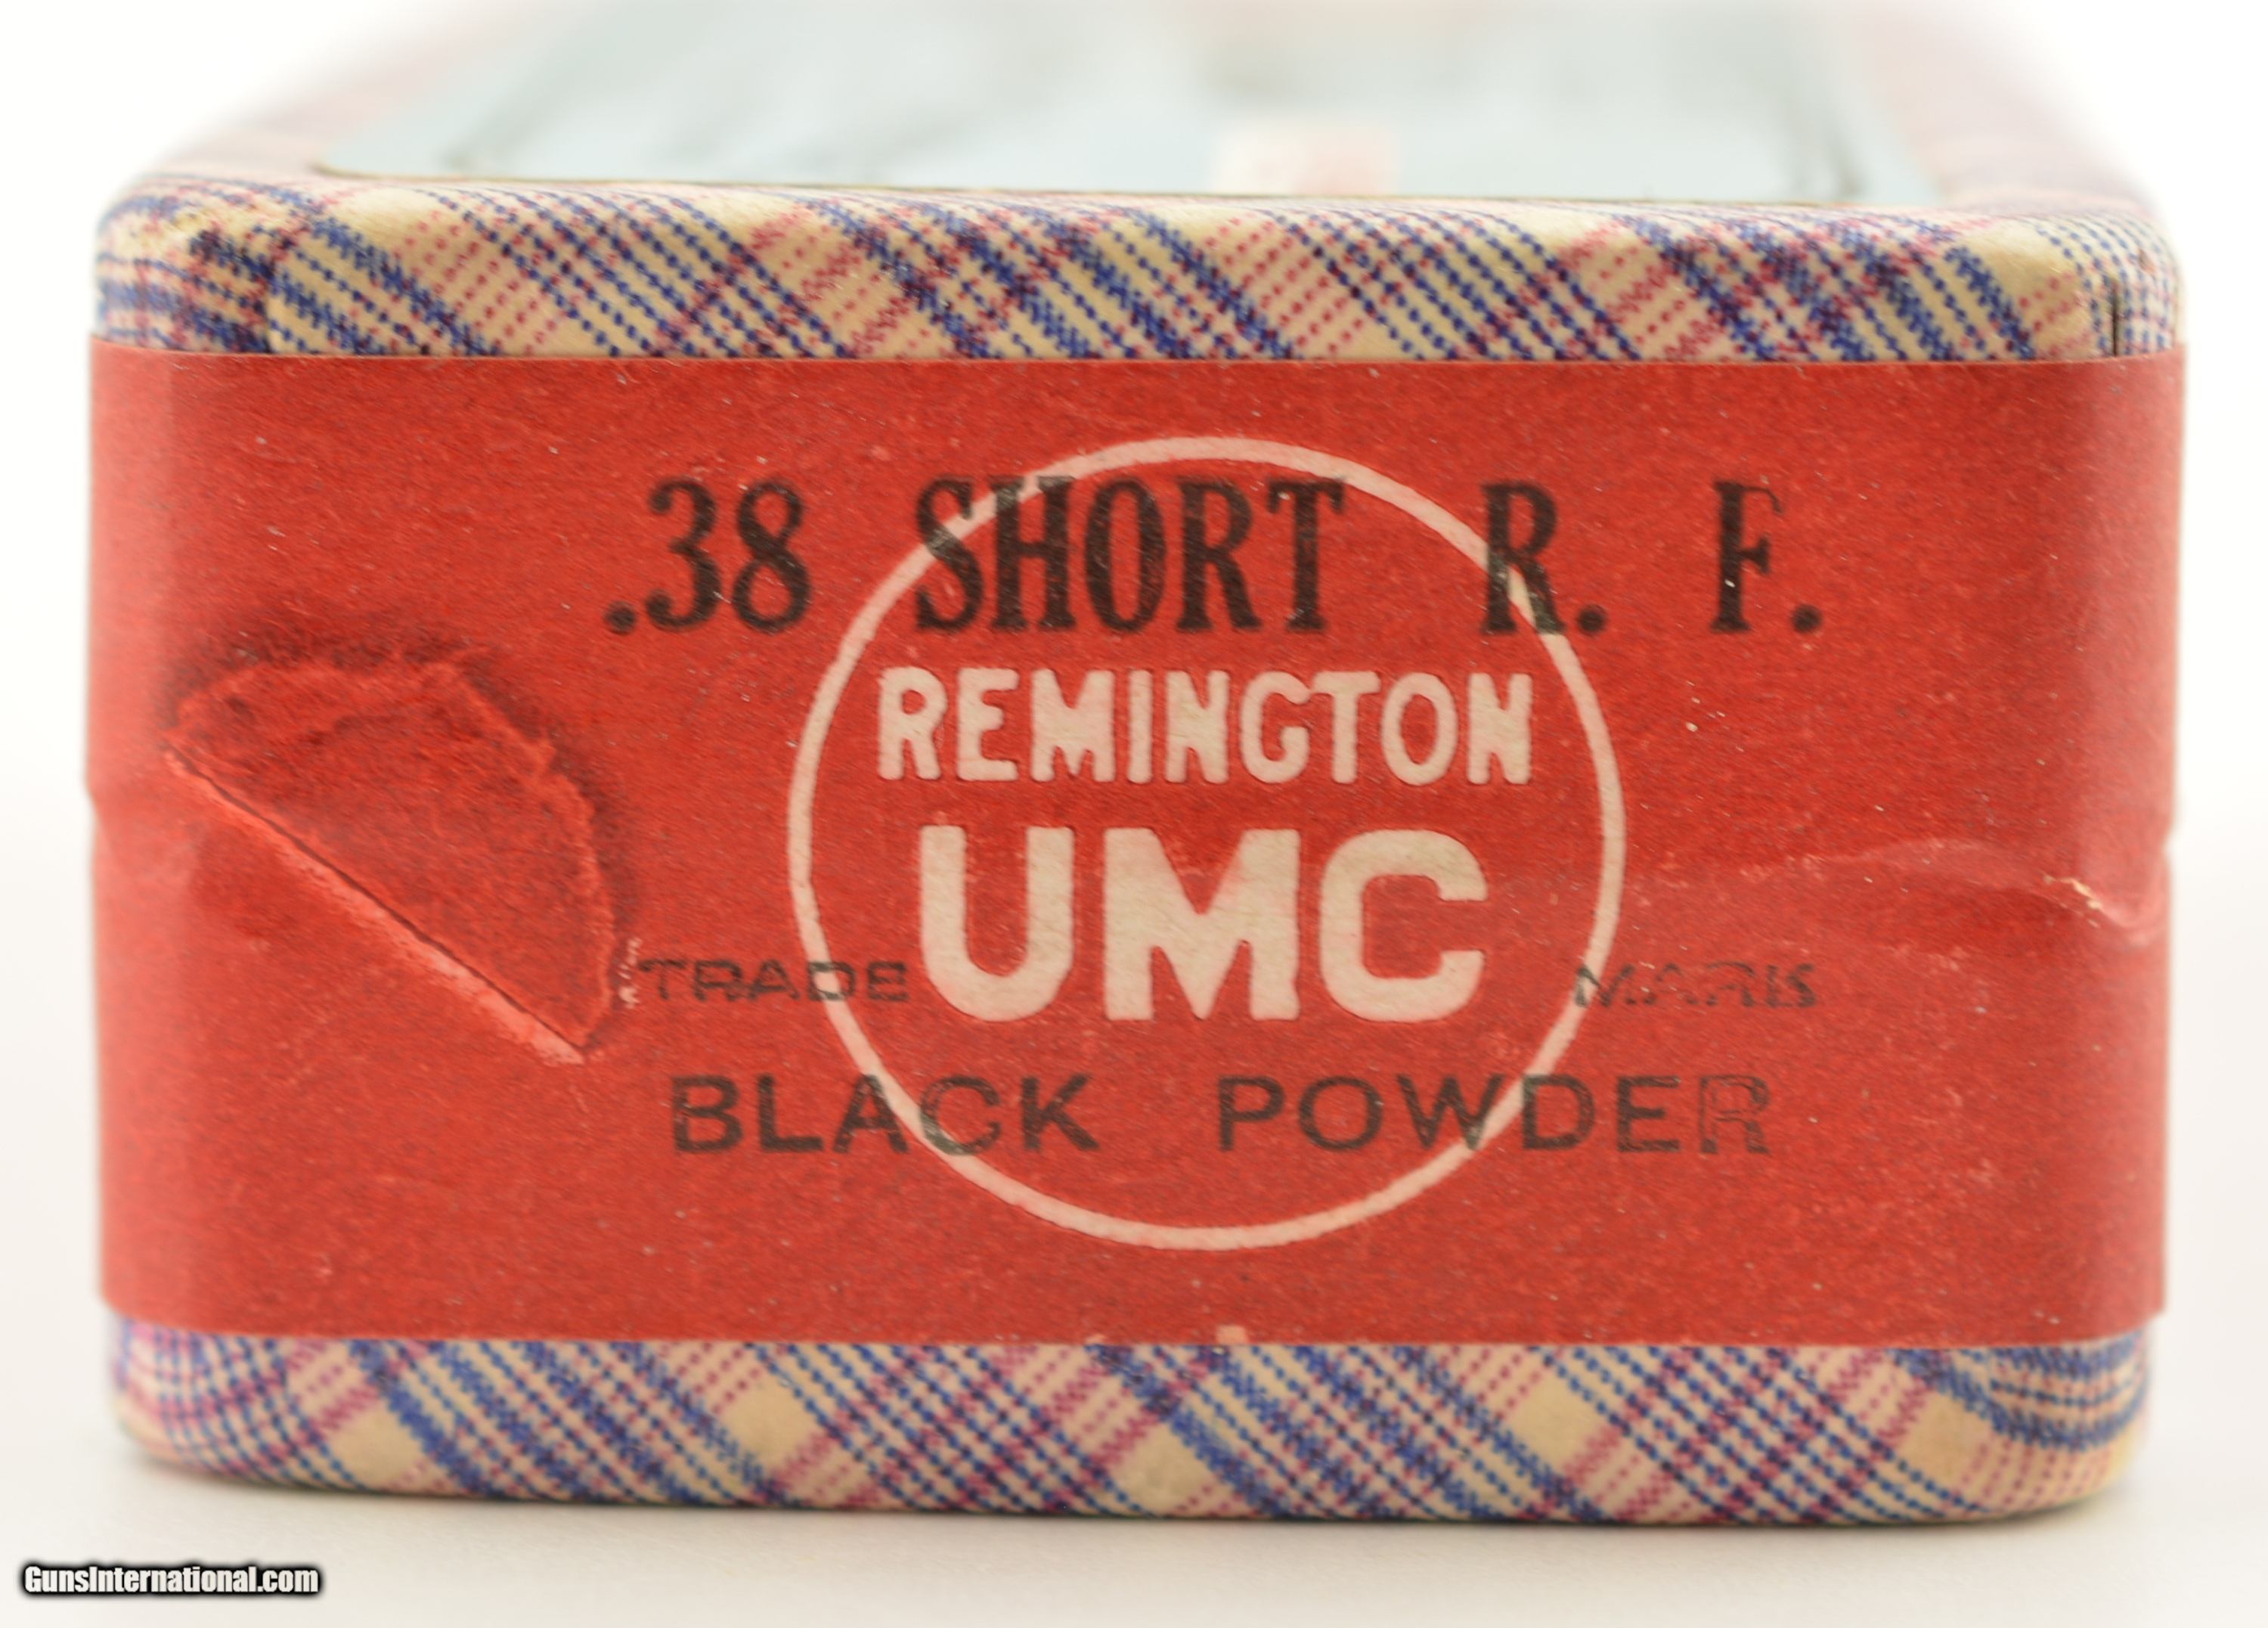 .38 SHORT R. F.
REMINGTON
UMC
TRADE MARK
BLACK POWDER
GunsInternational.com